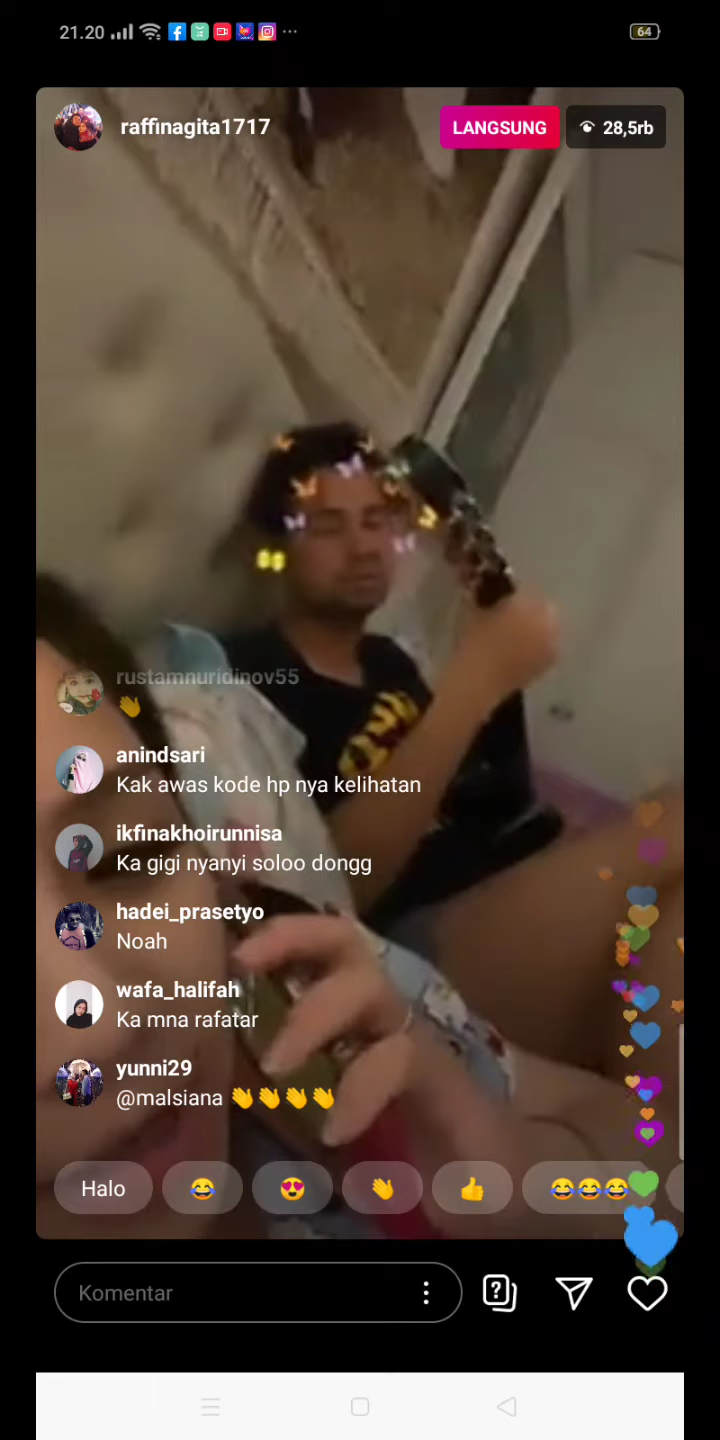 21.20
64
raffinagita1717
LANGSUNG
28,5rb
rustamnuridinov55
👋
anindsari
Kak awas kode hp nya kelihatan
ikfinakhoirunnisa
Ka gigi nyanyi soloo dongg
hadei_prasetyo
Noah
wafa_halifah
Ka mna rafatar
yunni29
@malsiana 👋👋👋👋
Halo 😂 😍 👋 👍 😂😂😂
Komentar